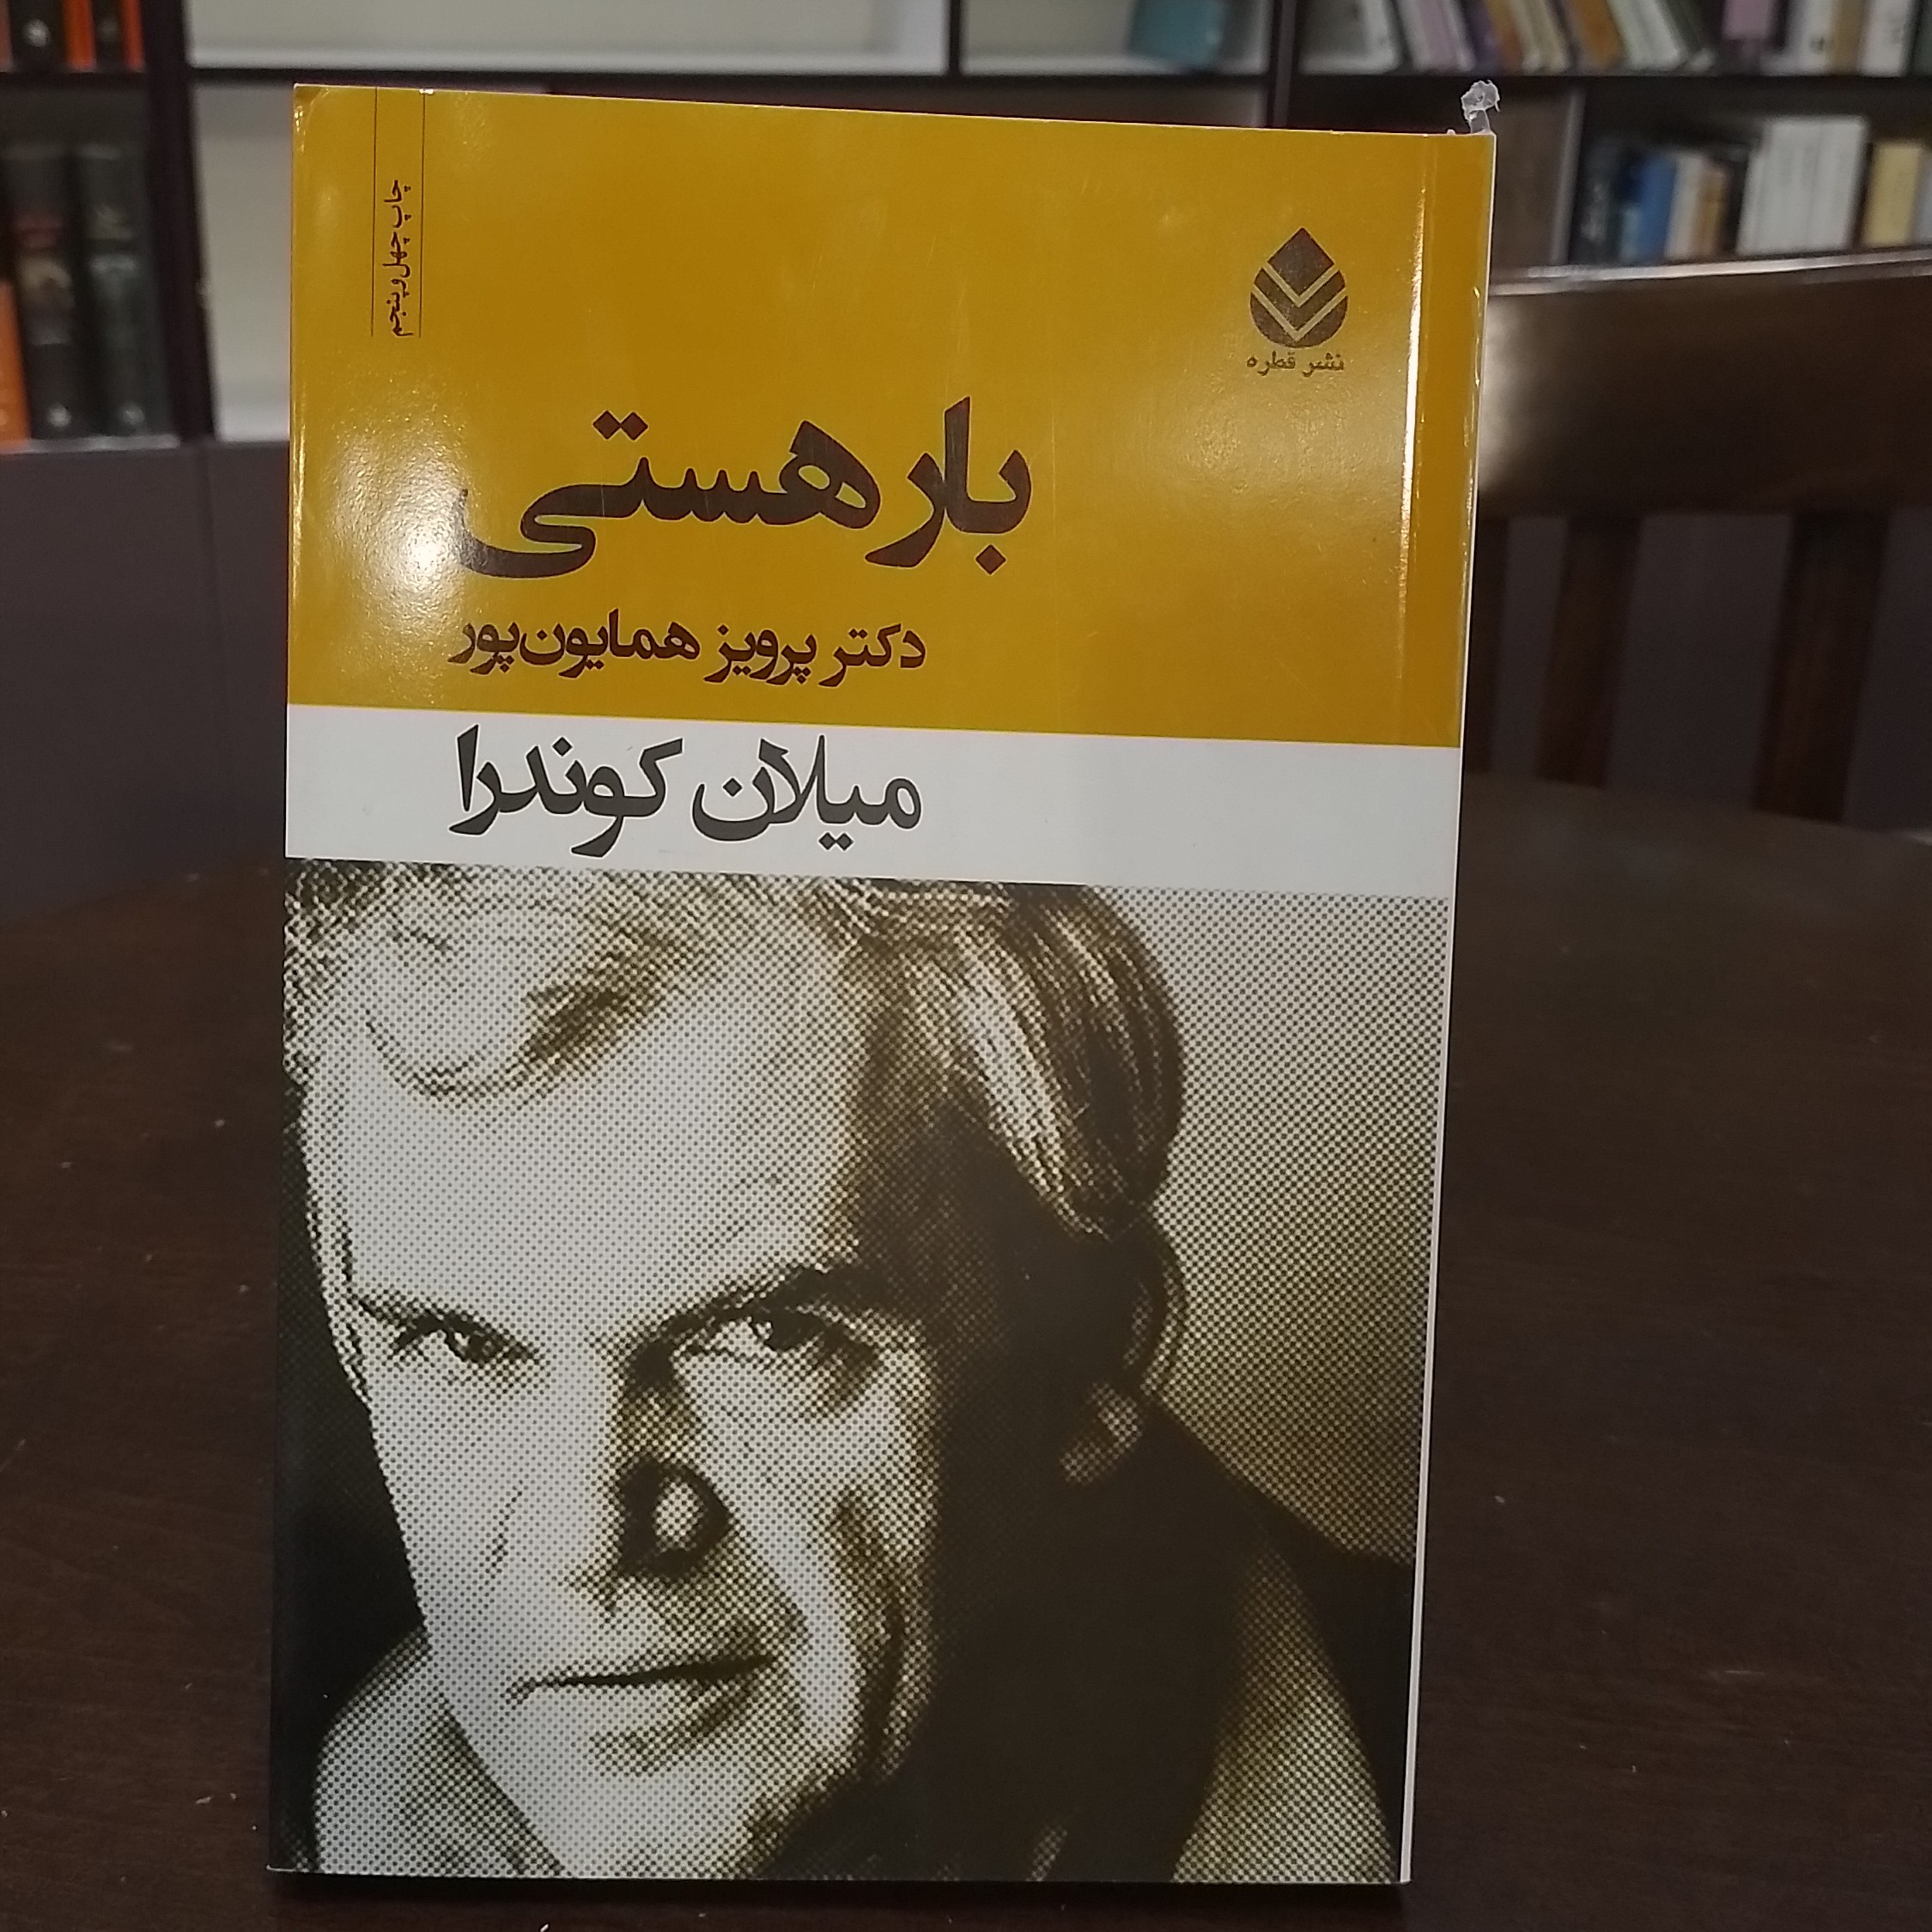 چاپ چهل و پنجم
نشر قطره
بار هستی
دکتر پرویز همایون‌پور
میلان کوندرا